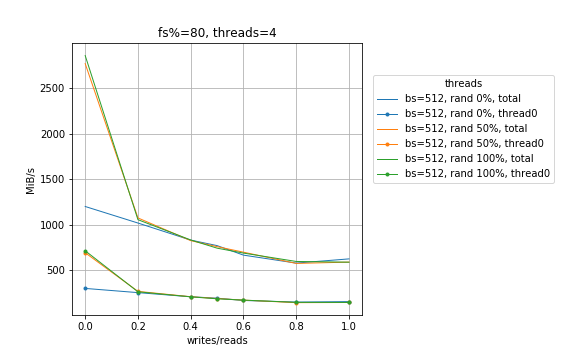 fs%=80, threads=4
MiB/s
2500
2000
1500
1000
500
0.0 0.2 0.4 0.6 0.8 1.0
writes/reads
threads
bs=512, rand 0%, total
bs=512, rand 0%, thread0
bs=512, rand 50%, total
bs=512, rand 50%, thread0
bs=512, rand 100%, total
bs=512, rand 100%, thread0